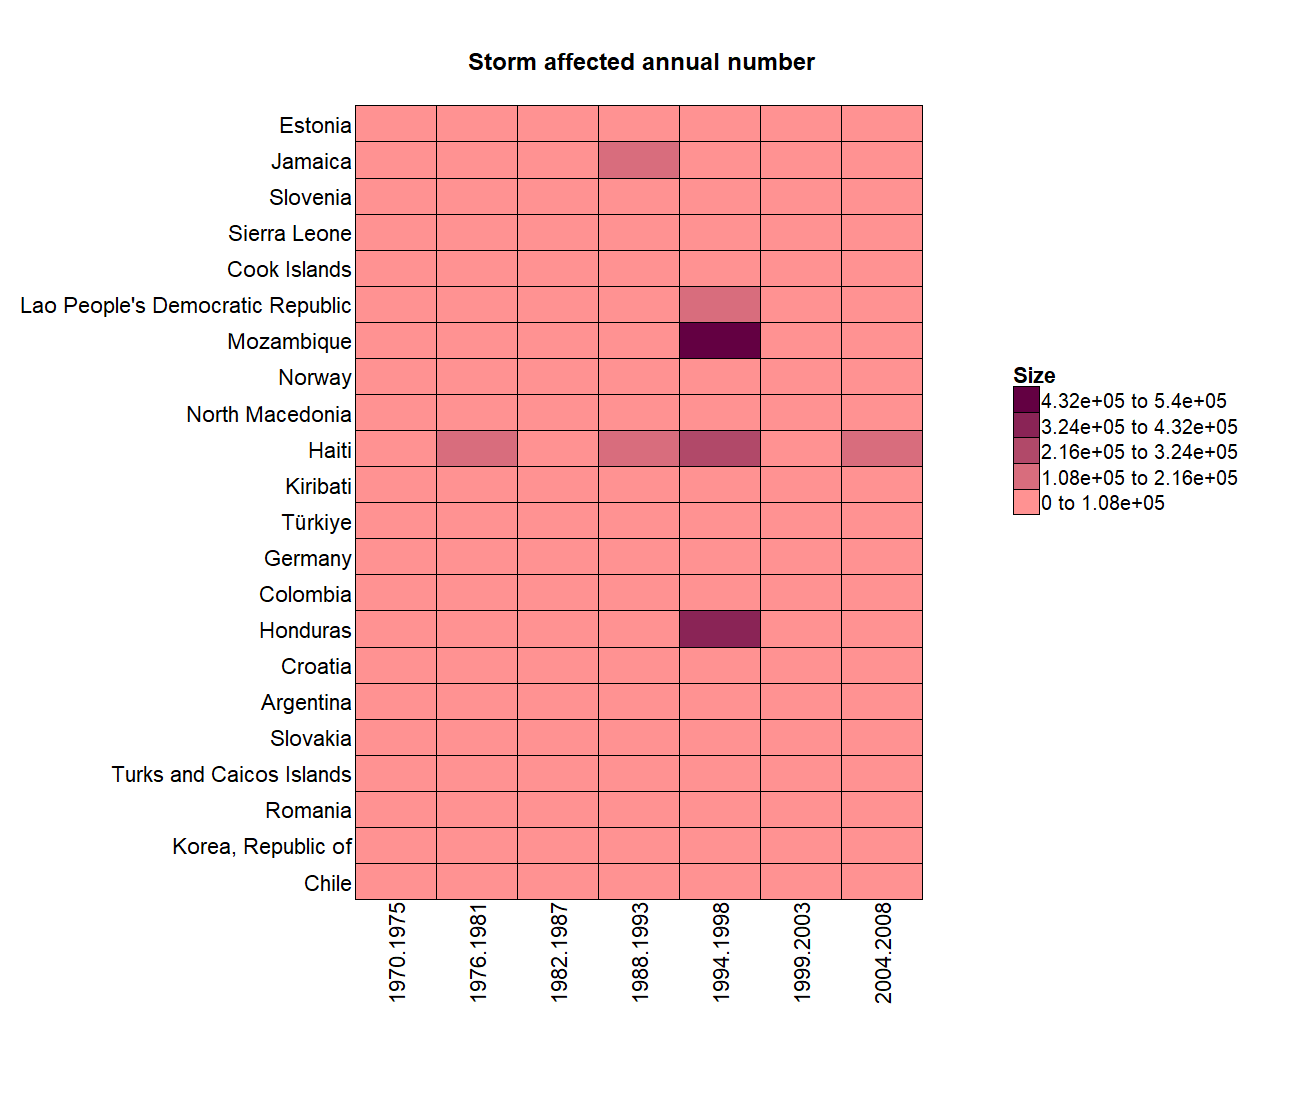 Storm affected annual number
Estonia
Jamaica
Slovenia
Sierra Leone
Cook Islands
Lao People's Democratic Republic
Mozambique
Norway
North Macedonia
Haiti
Kiribati
Türkiye
Germany
Colombia
Honduras
Croatia
Argentina
Slovakia
Turks and Caicos Islands
Romania
Korea, Republic of
Chile
1970.1975
1976.1981
1982.1987
1988.1993
1994.1998
1999.2003
2004.2008
Size
4.32e+05 to 5.4e+05
3.24e+05 to 4.32e+05
2.16e+05 to 3.24e+05
1.08e+05 to 2.16e+05
0 to 1.08e+05